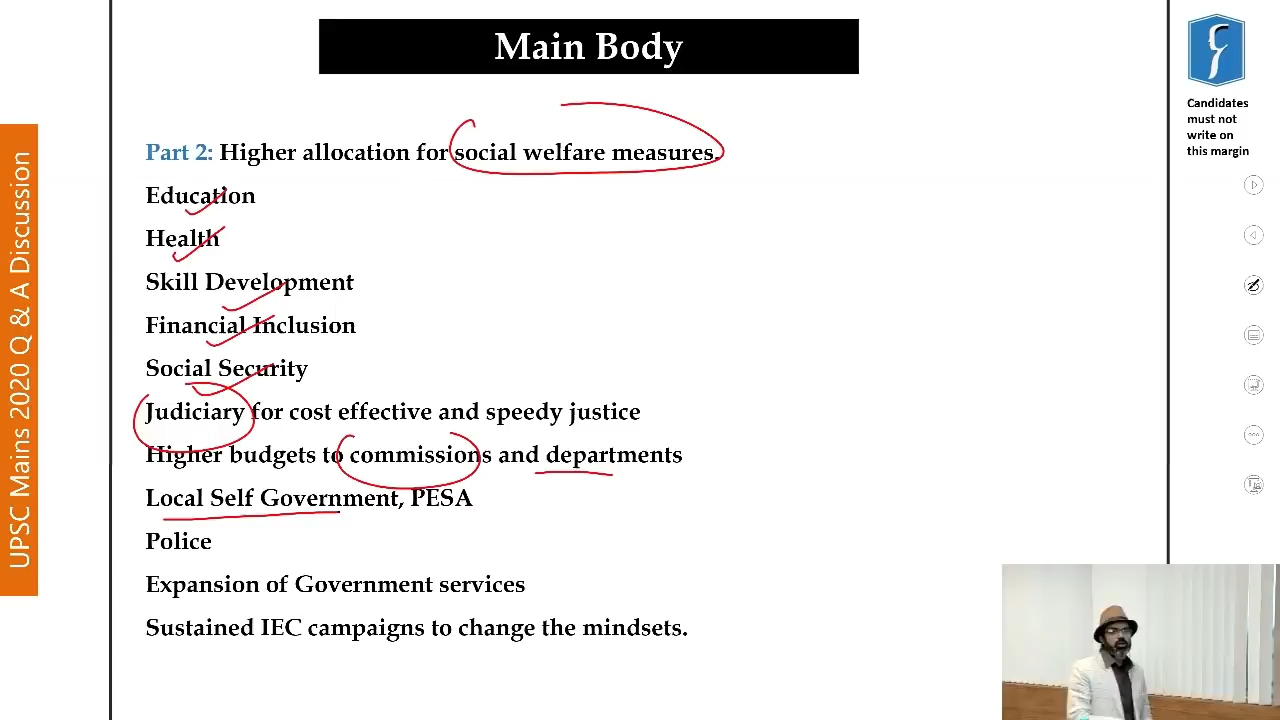 Main Body
Part 2: Higher allocation for social welfare measures.
Education
Health
Skill Development
Financial Inclusion
Social Security
Judiciary for cost effective and speedy justice
Higher budgets to commissions and departments
Local Self Government, PESA
Police
Expansion of Government services
Sustained IEC campaigns to change the mindsets.
UPSC Mains 2020 Q & A Discussion
Candidates
must not
write on
this margin